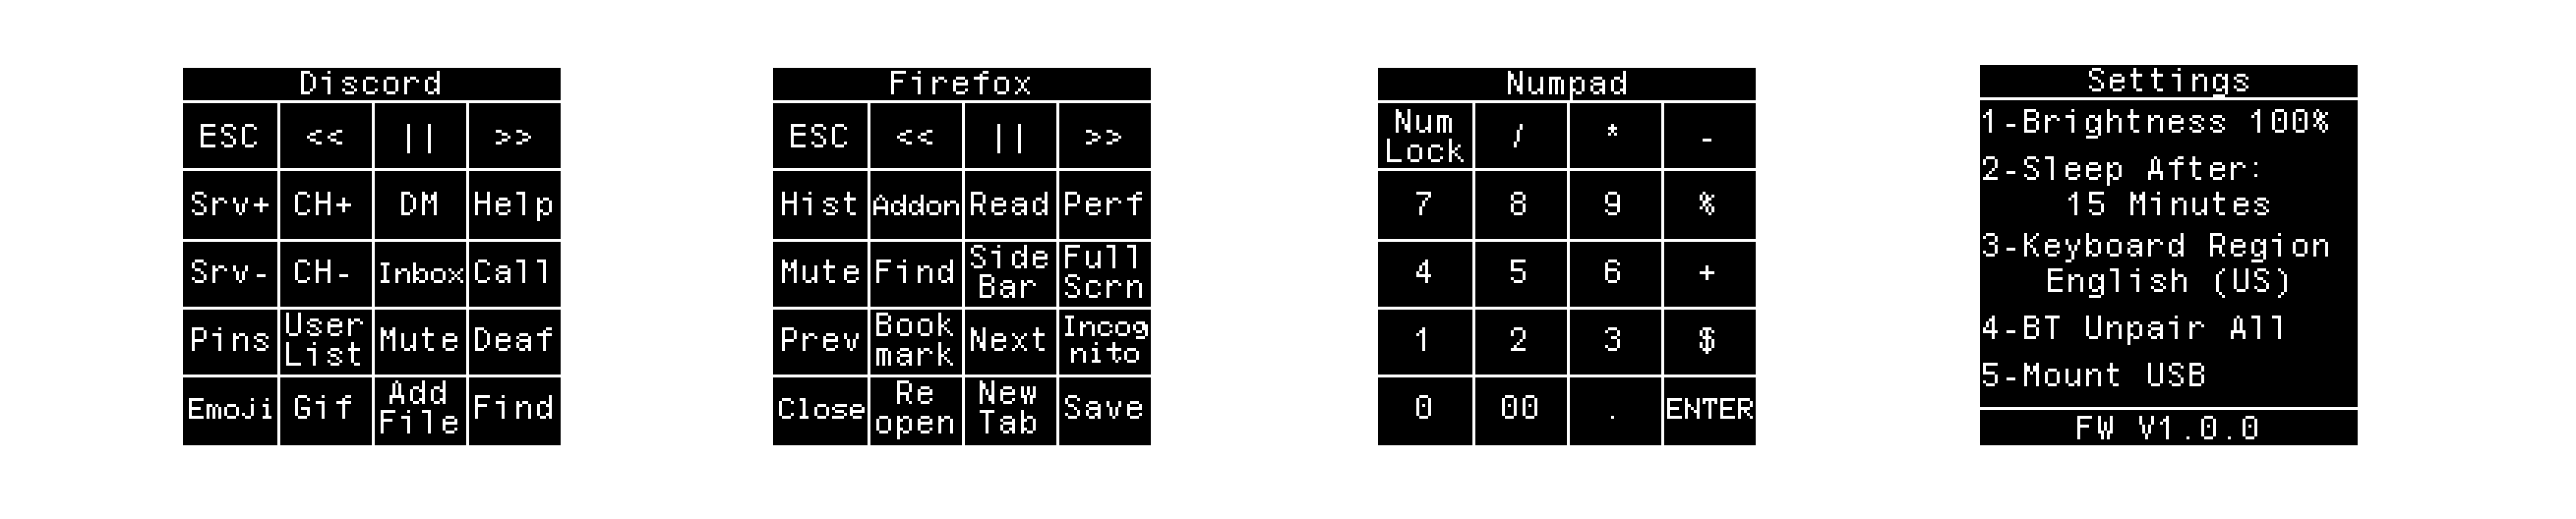 Discord
ESC << || >>
Srv+ CH+ DM Help
Srv- CH- Inbox Call
Pins User List Mute Deaf
Emoji Gif Add File Find
Firefox
ESC << || >>
Hist Addon Read Perf
Mute Find Side Bar Full Scrn
Prev Book mark Next Incog nito
Close Re open New Tab Save
Numpad
Num Lock / * -
7 8 9 %
4 5 6 +
1 2 3 $
0 00 . ENTER
Settings
1-Brightness 100%
2-Sleep After:
15 Minutes
3-Keyboard Region
English (US)
4-BT Unpair All
5-Mount USB
FW V1.0.0